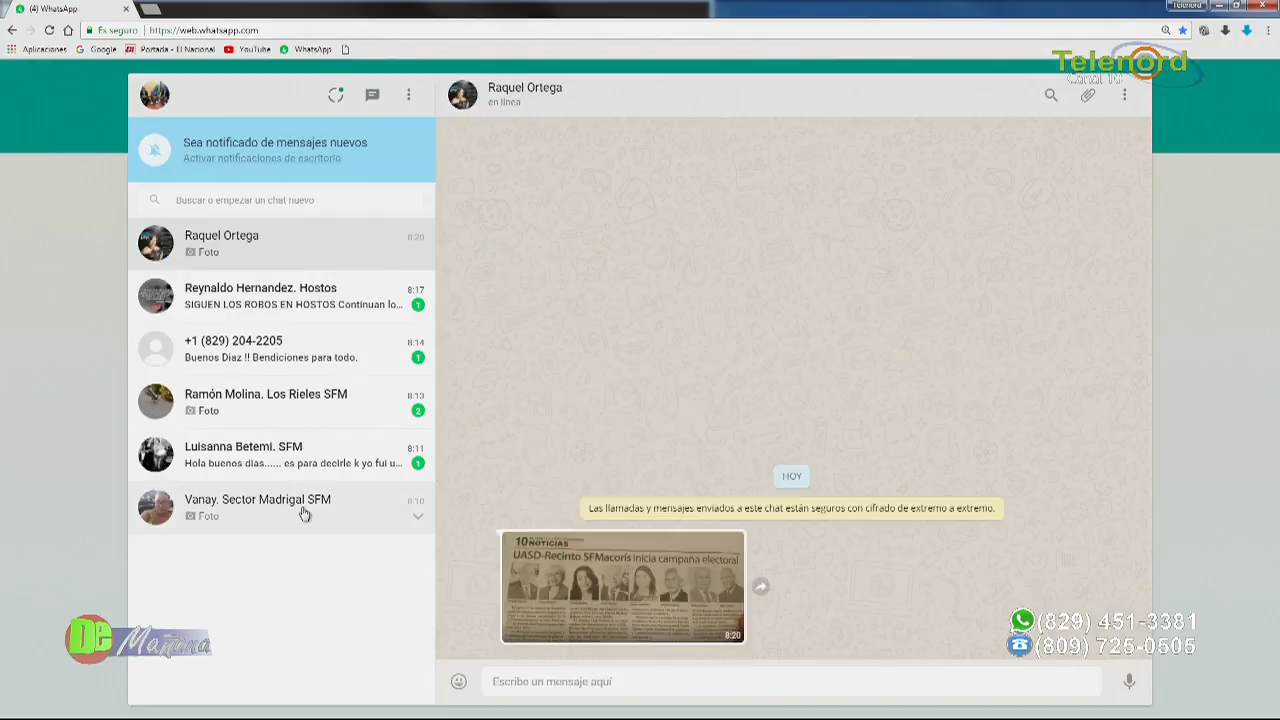 (4) WhatsApp
Telenord
Es seguro
https://web.whatsapp.com
Aplicaciones
Google
Portada - El Nacional
YouTube
WhatsApp
Telenord
Canal 10
Raquel Ortega
en línea
Sea notificado de mensajes nuevos
Activar notificaciones de escritorio
Buscar o empezar un chat nuevo
Raquel Ortega
8:20
Foto
Reynaldo Hernandez. Hostos
8:17
SIGUEN LOS ROBOS EN HOSTOS Continuan lo...
1
+1 (829) 204-2205
8:14
Buenos Diaz !! Bendiciones para todo.
1
Ramón Molina. Los Rieles SFM
8:13
Foto
2
Luisanna Betemi. SFM
8:11
Hola buenos dias...... es para decirle k yo fui u...
1
Vanay. Sector Madrigal SFM
8:10
Foto
HOY
Las llamadas y mensajes enviados a este chat están seguros con cifrado de extremo a extremo.
10 NOTICIAS
UASD-Recinto SFMacorís inicia campaña electoral
8:20
De Mañana
(829) 451-3381
(809) 725-0505
Escribe un mensaje aquí